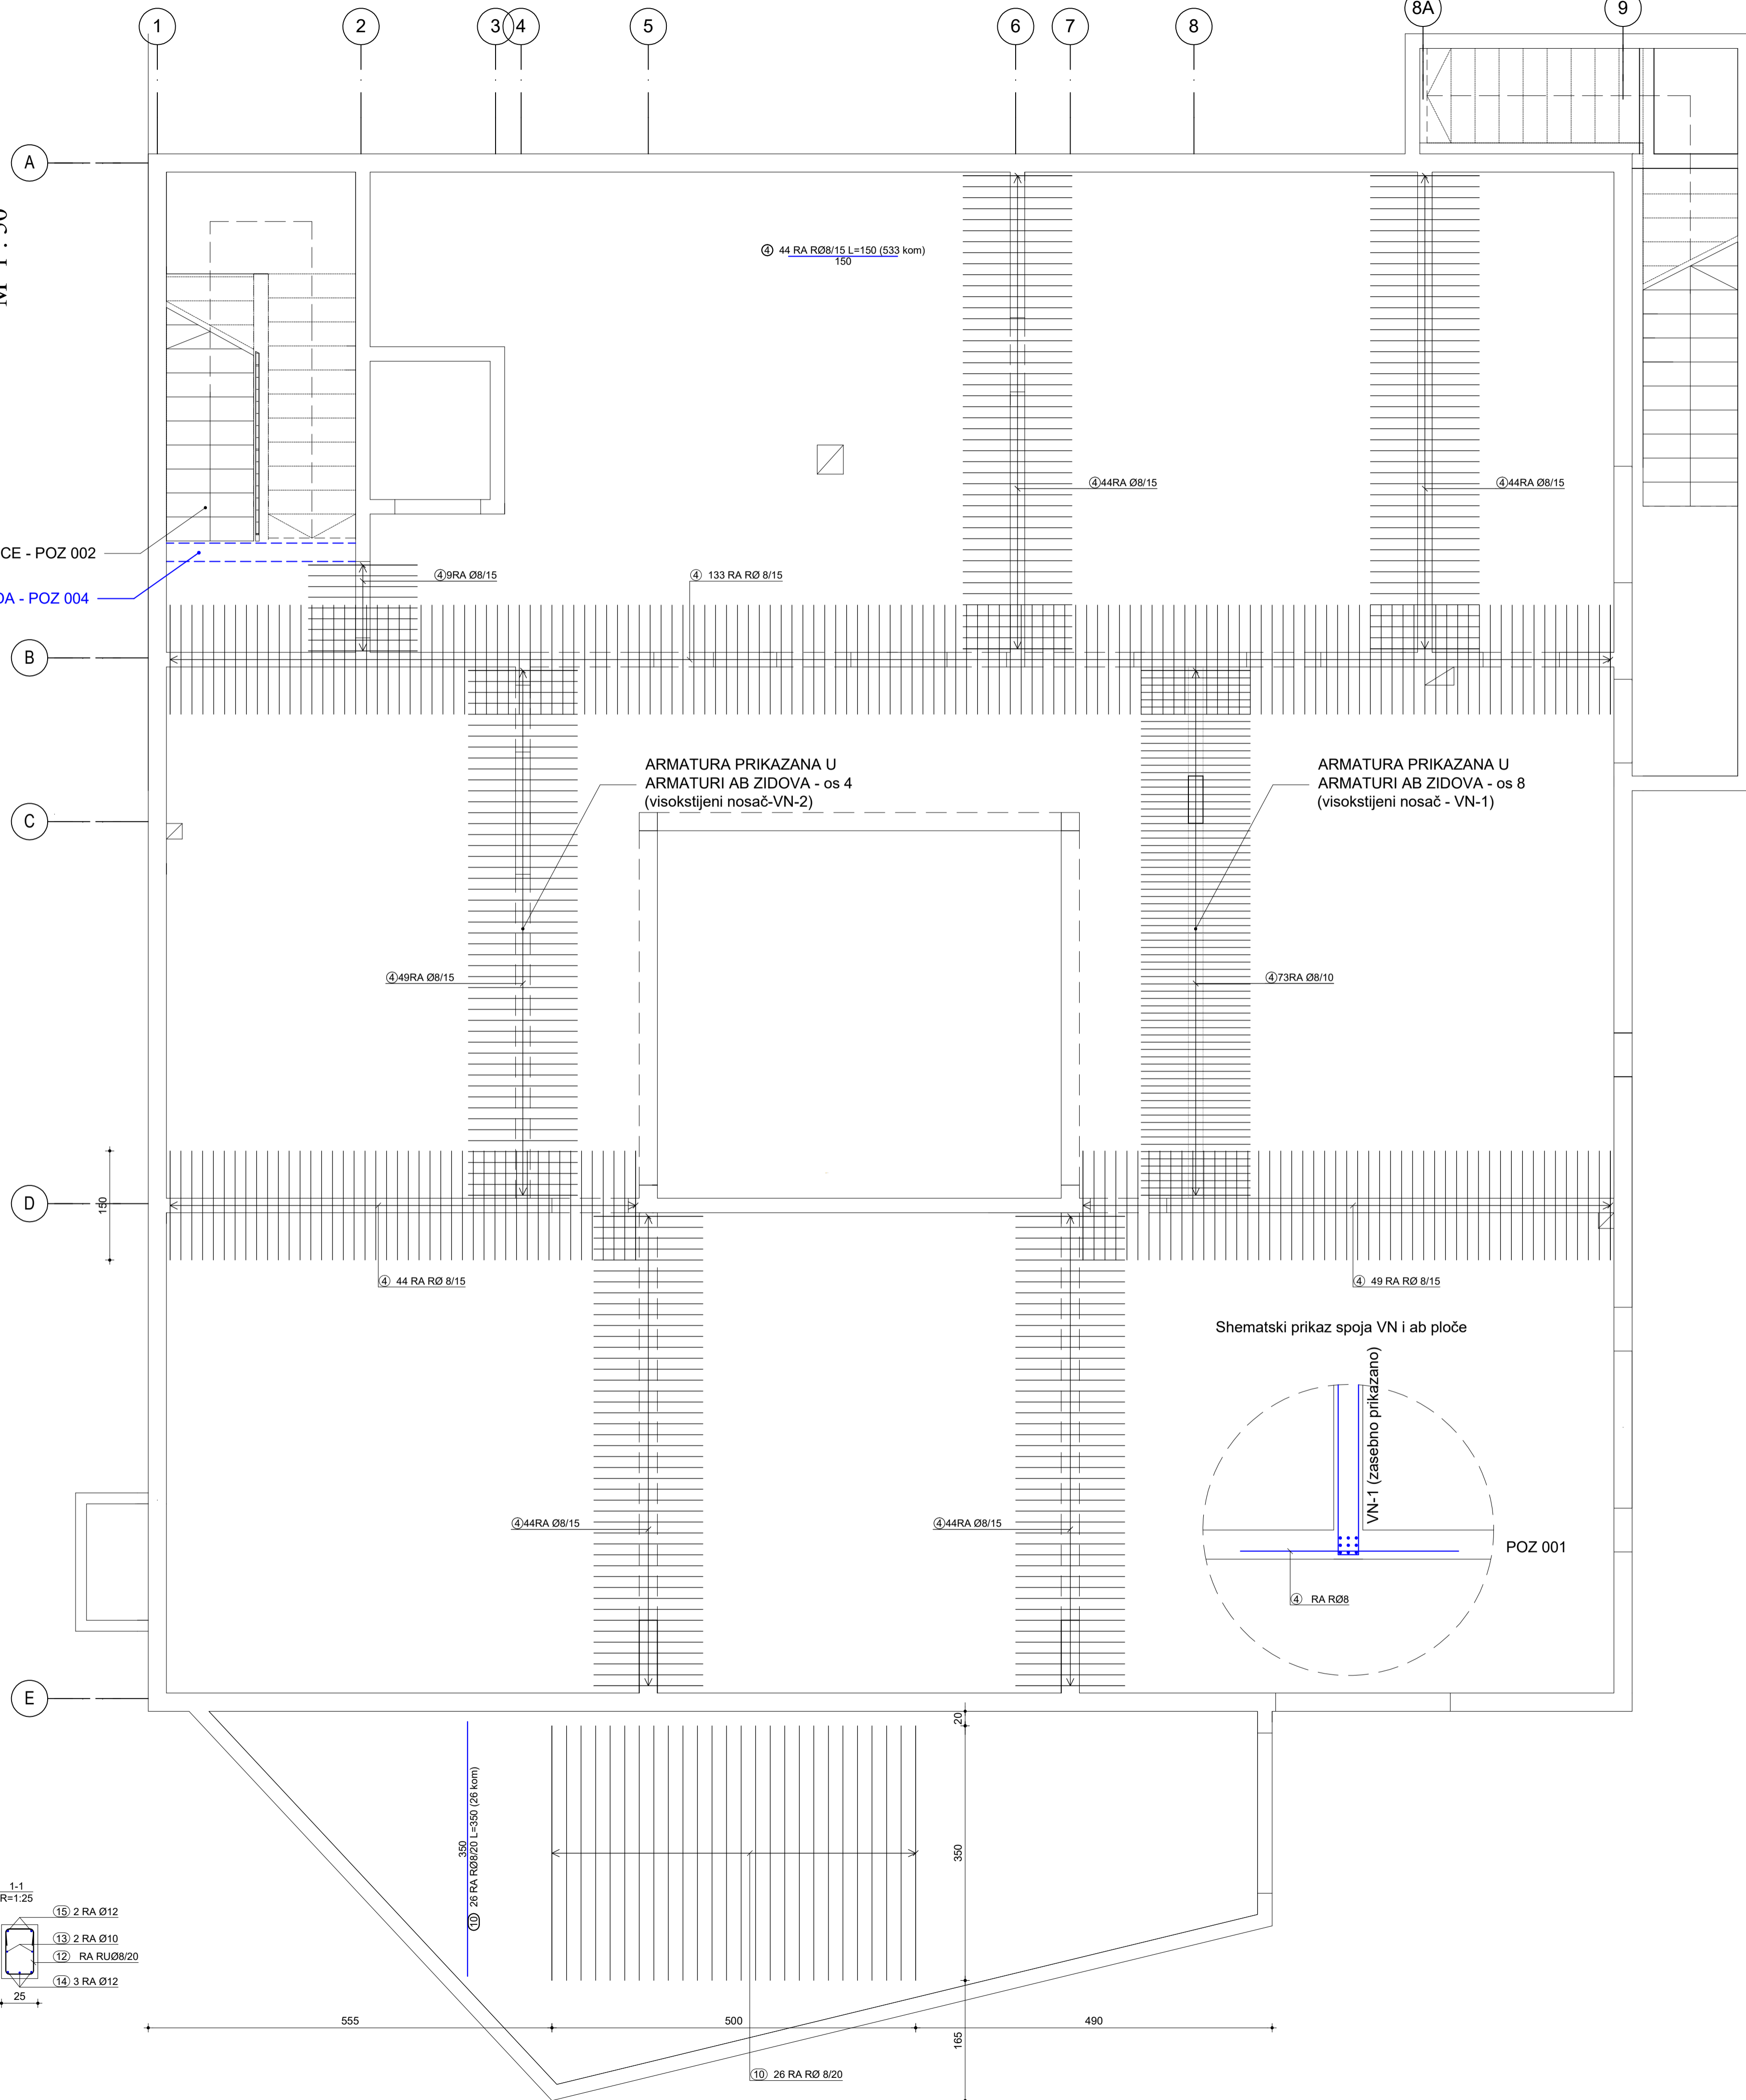 1
2
3
4
5
6
7
8
8A
9
A
④ 44 RA RØ8/15 L=150 (533 kom)
150
④44RA Ø8/15
④44RA Ø8/15
CE - POZ 002
④9RA Ø8/15
④ 133 RA RØ 8/15
DA - POZ 004
B
ARMATURA PRIKAZANA U
ARMATURI AB ZIDOVA - os 4
(visokstijeni nosač-VN-2)
ARMATURA PRIKAZANA U
ARMATURI AB ZIDOVA - os 8
(visokstijeni nosač - VN-1)
C
④49RA Ø8/15
④73RA Ø8/10
D
150
④ 44 RA RØ 8/15
④ 49 RA RØ 8/15
Shematski prikaz spoja VN i ab ploče
VN-1 (zasebno prikazano)
④44RA Ø8/15
④44RA Ø8/15
POZ 001
④ RA RØ8
E
20
350
⑩ 26 RA RØ8/20 L=350 (26 kom)
350
1-1
R=1:25
⑮ 2 RA Ø12
⑬ 2 RA Ø10
⑫ RA RUØ8/20
⑭ 3 RA Ø12
25
555
500
490
165
⑩ 26 RA RØ 8/20